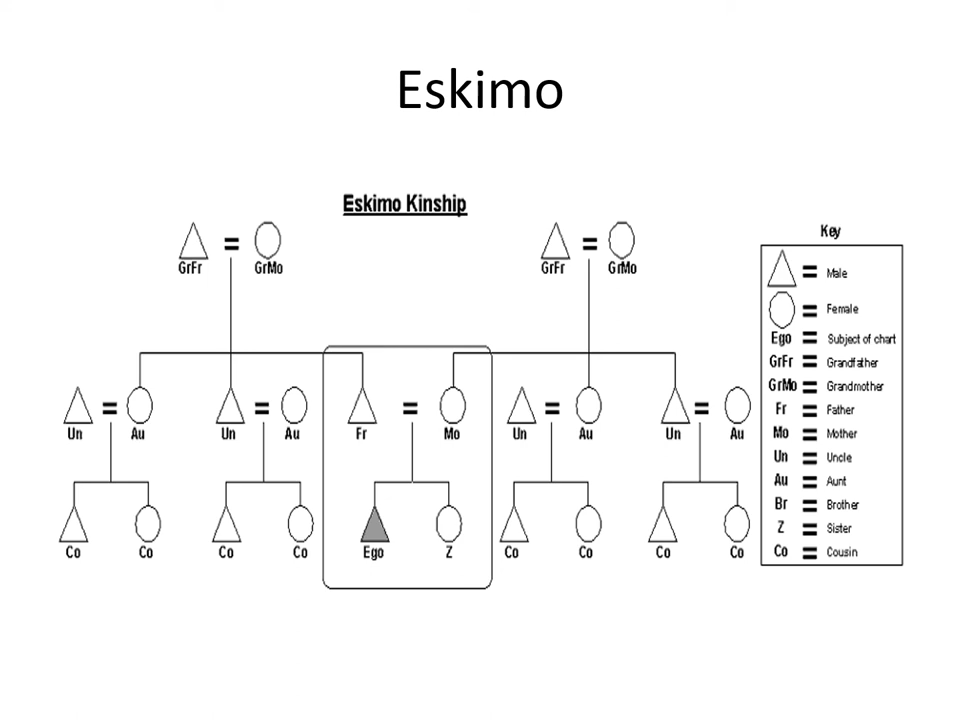 Eskimo
Eskimo Kinship
GrFr = GrMo
GrFr = GrMo
Key
= Male
= Female
Ego = Subject of chart
GrFr = Grandfather
GrMo = Grandmother
Fr = Father
Mo = Mother
Un = Uncle
Au = Aunt
Br = Brother
Z = Sister
Co = Cousin
Un = Au
Un = Au
Fr = Mo
Un = Au
Un = Au
Co Co Co Co Ego Z Co Co Co Co